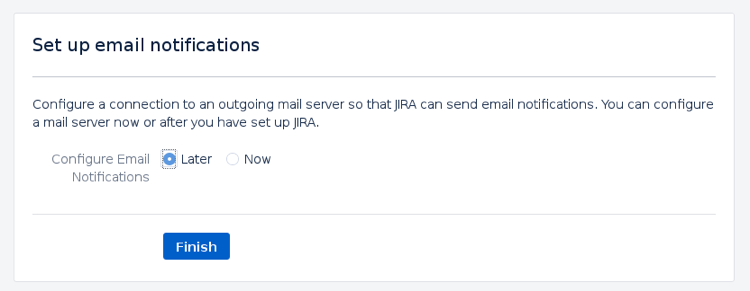 Set up email notifications
Configure a connection to an outgoing mail server so that JIRA can send email notifications. You can configure
a mail server now or after you have set up JIRA.
Configure Email Later Now
Notifications
Finish